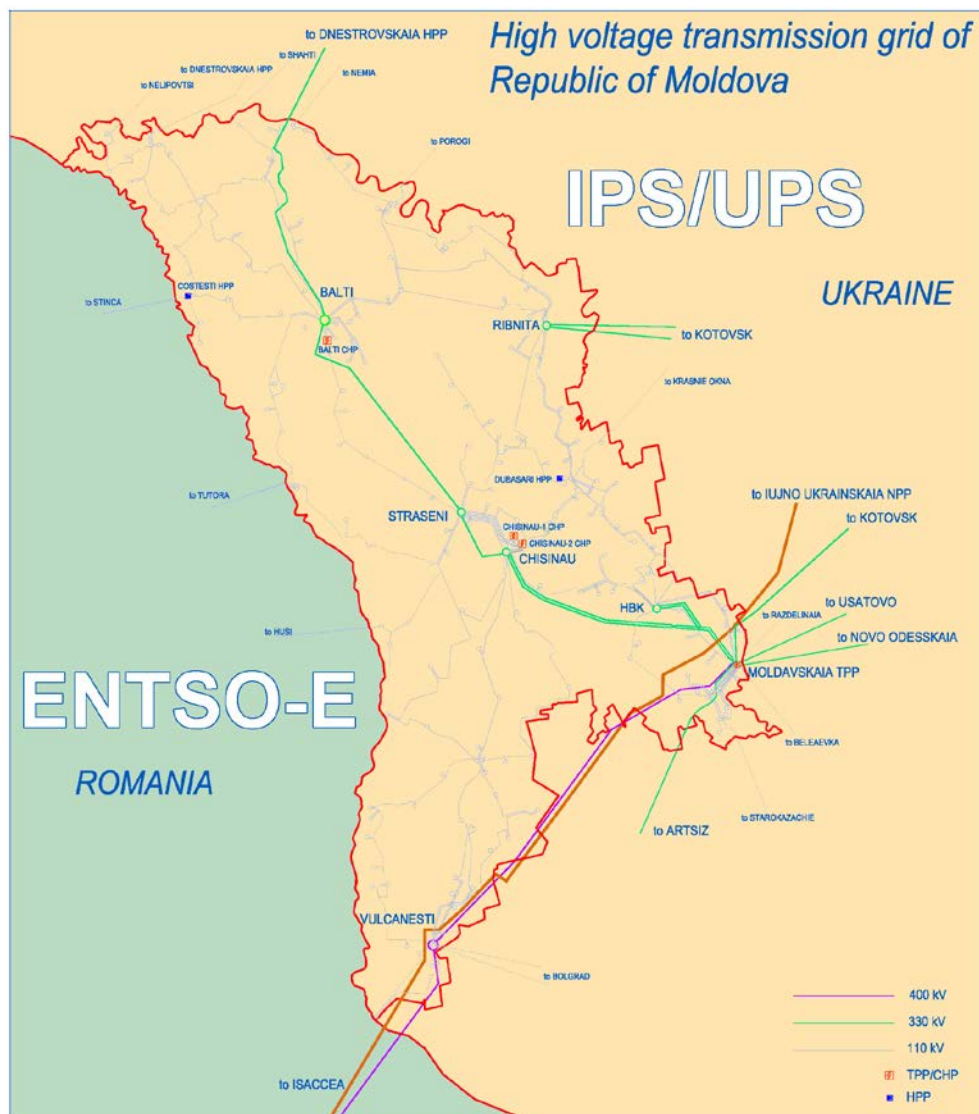 to DNESTROVSKAIA HPP
High voltage transmission grid of
Republic of Moldova
to SHAHTI
to DNESTROVSKAIA HPP
to NEMIA
to NELIPOVTSI
to POROGI
IPS/UPS
UKRAINE
COSTESTI HPP
BALTI
to STINCA
RIBNITA
to KOTOVSK
BALTI CHP
to KRASNIE OKNA
DUBASARI HPP
to TUTORA
to IUJNO UKRAINSKAIA NPP
STRASENI
to KOTOVSK
CHISINAU-1 CHP
CHISINAU-2 CHP
CHISINAU
HBK
to USATOVO
to RAZDELINAIA
to HUSI
to NOVO ODESSKAIA
MOLDAVSKAIA TPP
ENTSO-E
to BELEAEVKA
ROMANIA
to STAROKAZACHIE
to ARTSIZ
VULCANESTI
to BOLGRAD
400 kV
330 kV
110 kV
to ISACCEA
TPP/CHP
HPP